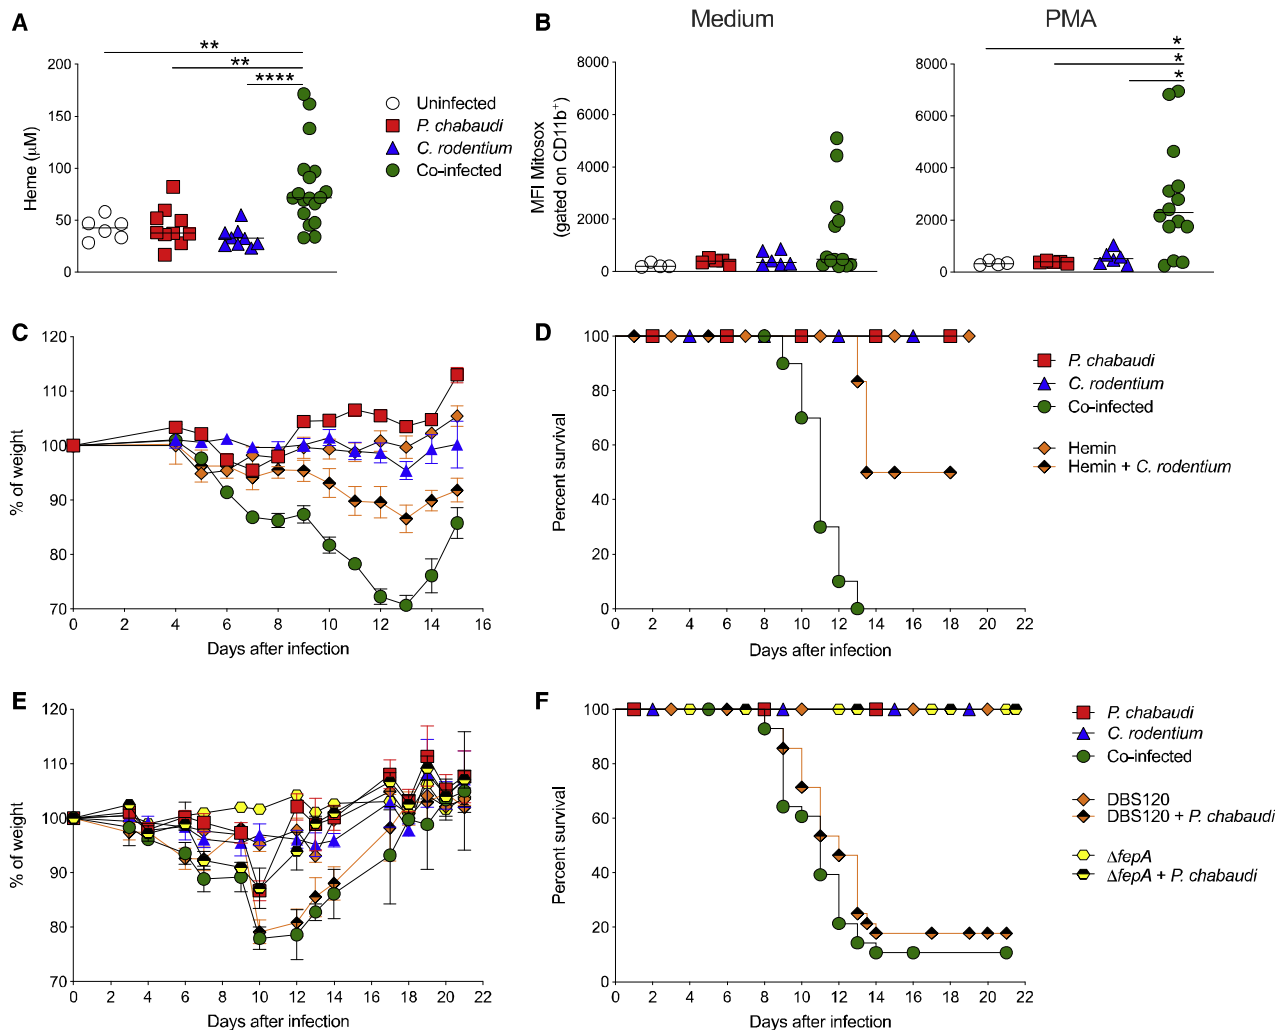 A
**
**
****
200
150
100
50
0
Heme (µM)
Uninfected
P. chabaudi
C. rodentium
Co-infected
B
Medium
PMA
*
*
*
8000
6000
4000
2000
0
MFI Mitosox
(gated on CD11b+)
8000
6000
4000
2000
0
C
120
110
100
90
80
70
% of weight
0 2 4 6 8 10 12 14 16
Days after infection
D
100
80
60
40
20
0
Percent survival
0 2 4 6 8 10 12 14 16 18 20 22
Days after infection
P. chabaudi
C. rodentium
Co-infected
Hemin
Hemin + C. rodentium
E
120
110
100
90
80
70
% of weight
0 2 4 6 8 10 12 14 16 18 20 22
Days after infection
F
100
80
60
40
20
0
Percent survival
0 2 4 6 8 10 12 14 16 18 20 22
Days after infection
P. chabaudi
C. rodentium
Co-infected
DBS120
DBS120 + P. chabaudi
ΔfepA
ΔfepA + P. chabaudi